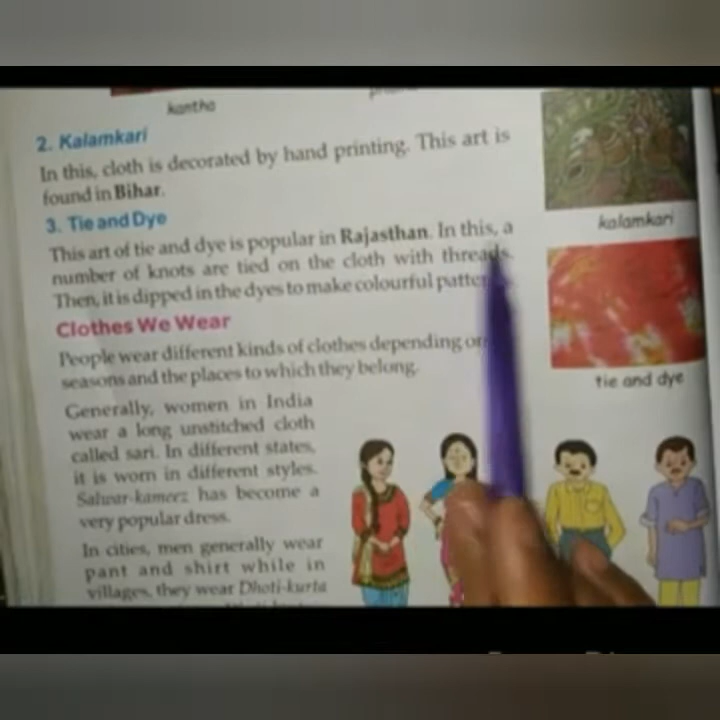 kantha
2. Kalamkari
In this, cloth is decorated by hand printing. This art is
found in Bihar.
kalamkari
3. Tie and Dye
This art of tie and dye is popular in Rajasthan. In this, a
number of knots are tied on the cloth with threads.
Then, it is dipped in the dyes to make colourful
tie and dye
Clothes We Wear
People wear different kinds of clothes depending on
seasons and the places to which they belong.
Generally, women in India
wear a long unstitched cloth
called sari. In different states,
it is worn in different styles.
Salwar-kameez has become a
very popular dress.
In cities, men generally wear
pant and shirt while in
villages, they wear Dhoti-kurta